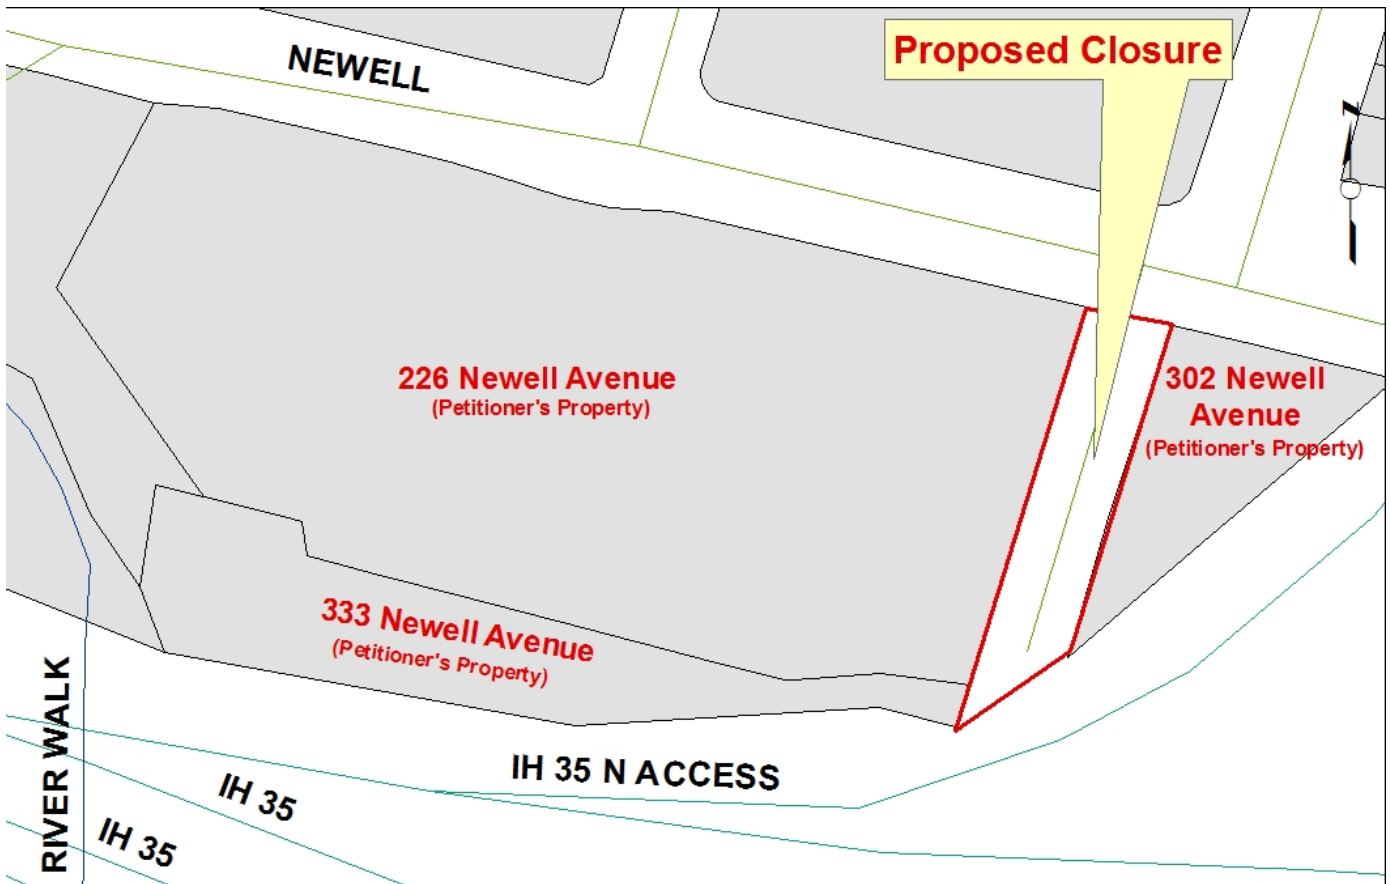 NEWELL
Proposed Closure
226 Newell Avenue
(Petitioner's Property)
302 Newell
Avenue
(Petitioner's Property)
333 Newell Avenue
(Petitioner's Property)
RIVER WALK
IH 35 N ACCESS
IH 35
IH 35